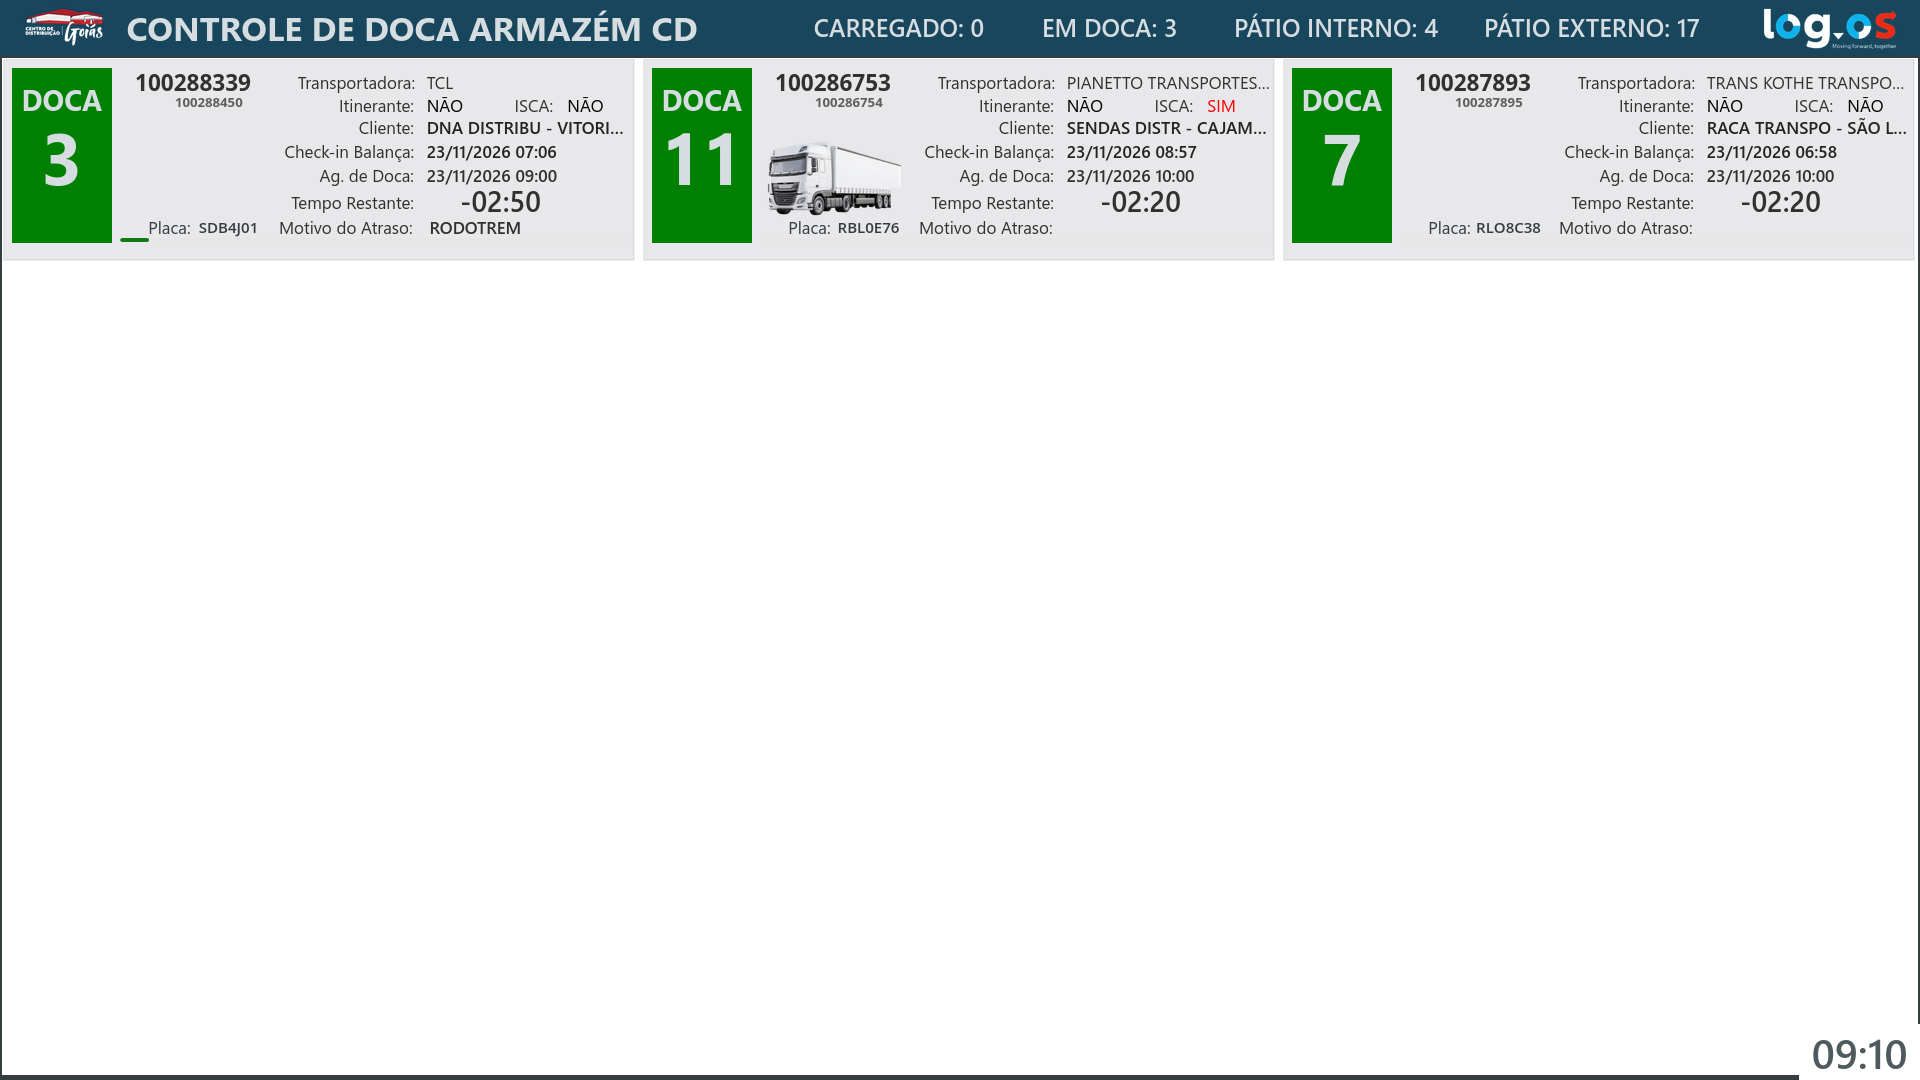 CENTRO DE DISTRIBUIÇÃO Goiás
CONTROLE DE DOCA ARMAZÉM CD
CARREGADO: 0
EM DOCA: 3
PÁTIO INTERNO: 4
PÁTIO EXTERNO: 17
log.os
Moving forward, together
DOCA
3
100288339
100288450
Transportadora: TCL
Itinerante: NÃO ISCA: NÃO
Cliente: DNA DISTRIBU - VITORI...
Check-in Balança: 23/11/2026 07:06
Ag. de Doca: 23/11/2026 09:00
Tempo Restante: -02:50
Placa: SDB4J01 Motivo do Atraso: RODOTREM
DOCA
11
100286753
100286754
Transportadora: PIANETTO TRANSPORTES...
Itinerante: NÃO ISCA: SIM
Cliente: SENDAS DISTR - CAJAM...
Check-in Balança: 23/11/2026 08:57
Ag. de Doca: 23/11/2026 10:00
Tempo Restante: -02:20
Placa: RBL0E76 Motivo do Atraso:
DOCA
7
100287893
100287895
Transportadora: TRANS KOTHE TRANSPO...
Itinerante: NÃO ISCA: NÃO
Cliente: RACA TRANSPO - SÃO L...
Check-in Balança: 23/11/2026 06:58
Ag. de Doca: 23/11/2026 10:00
Tempo Restante: -02:20
Placa: RLO8C38 Motivo do Atraso:
09:10